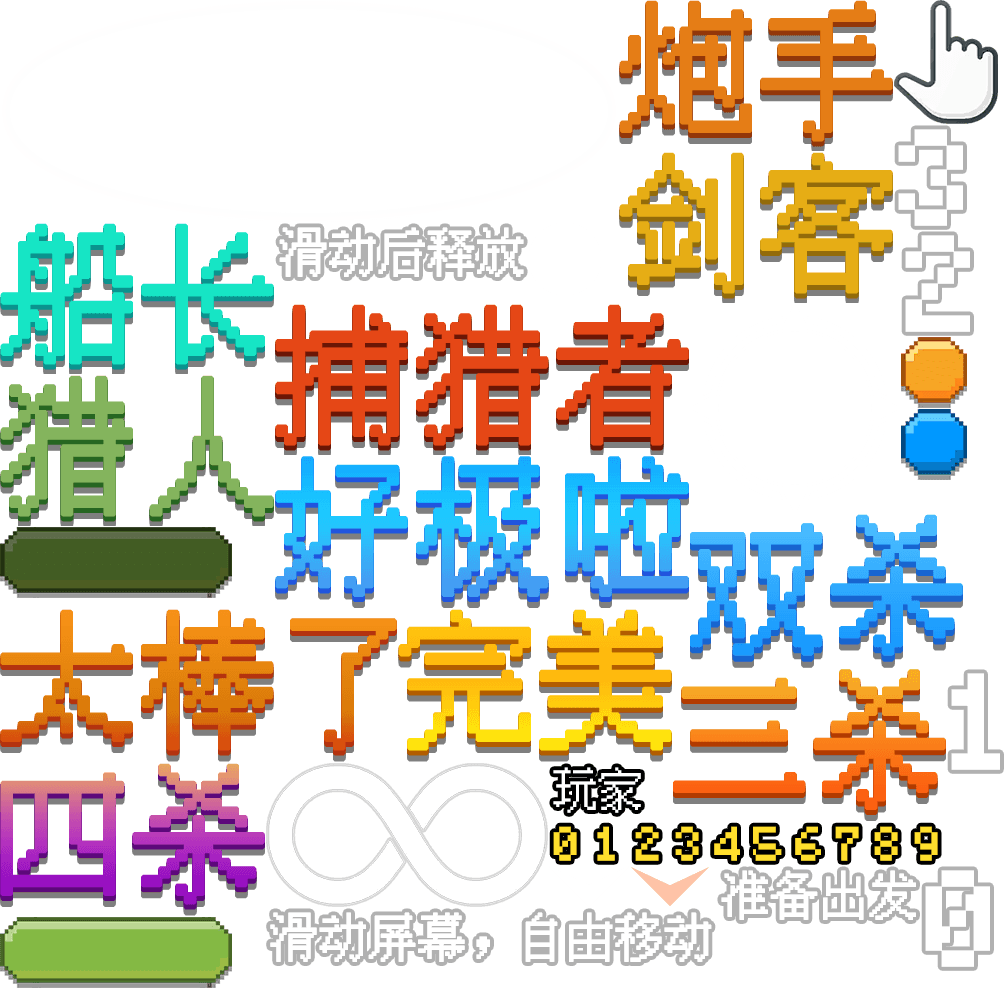 炮手
3
剑客
船长
滑动后释放
2
捕猎者
猎人
好极啦
双杀
太棒了
完美
三杀
1
四杀
玩家
0123456789
准备出发
0
滑动屏幕，自由移动